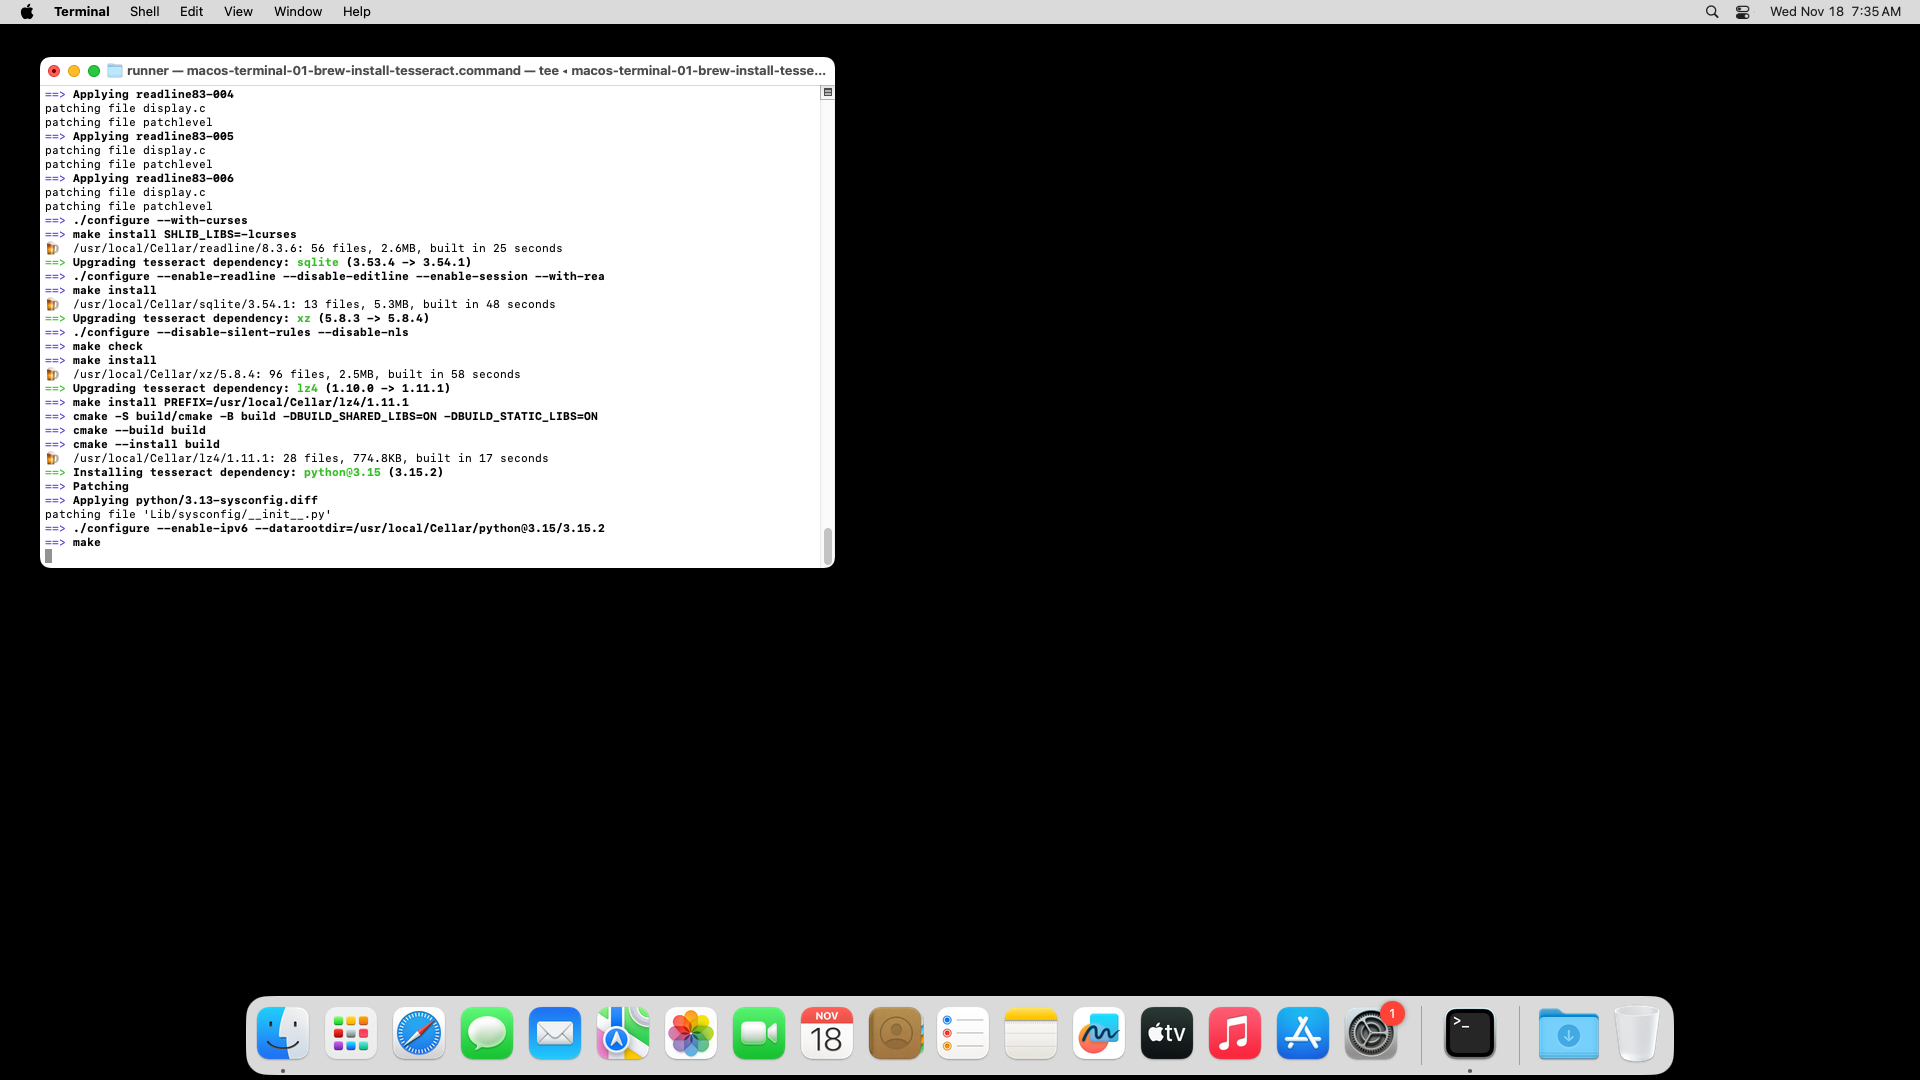 Terminal Shell Edit View Window Help Wed Nov 18 7:35 AM
runner — macos-terminal-01-brew-install-tesseract.command — tee ◂ macos-terminal-01-brew-install-tesse...
==> Applying readline83-004
patching file display.c
patching file patchlevel
==> Applying readline83-005
patching file display.c
patching file patchlevel
==> Applying readline83-006
patching file display.c
patching file patchlevel
==> ./configure --with-curses
==> make install SHLIB_LIBS=-lcurses
/usr/local/Cellar/readline/8.3.6: 56 files, 2.6MB, built in 25 seconds
==> Upgrading tesseract dependency: sqlite (3.53.4 -> 3.54.1)
==> ./configure --enable-readline --disable-editline --enable-session --with-rea
==> make install
/usr/local/Cellar/sqlite/3.54.1: 13 files, 5.3MB, built in 48 seconds
==> Upgrading tesseract dependency: xz (5.8.3 -> 5.8.4)
==> ./configure --disable-silent-rules --disable-nls
==> make check
==> make install
/usr/local/Cellar/xz/5.8.4: 96 files, 2.5MB, built in 58 seconds
==> Upgrading tesseract dependency: lz4 (1.10.0 -> 1.11.1)
==> make install PREFIX=/usr/local/Cellar/lz4/1.11.1
==> cmake -S build/cmake -B build -DBUILD_SHARED_LIBS=ON -DBUILD_STATIC_LIBS=ON
==> cmake --build build
==> cmake --install build
/usr/local/Cellar/lz4/1.11.1: 28 files, 774.8KB, built in 17 seconds
==> Installing tesseract dependency: python@3.15 (3.15.2)
==> Patching
==> Applying python/3.13-sysconfig.diff
patching file 'Lib/sysconfig/__init__.py'
==> ./configure --enable-ipv6 --datarootdir=/usr/local/Cellar/python@3.15/3.15.2
==> make
NOV
18
tv
1
>_